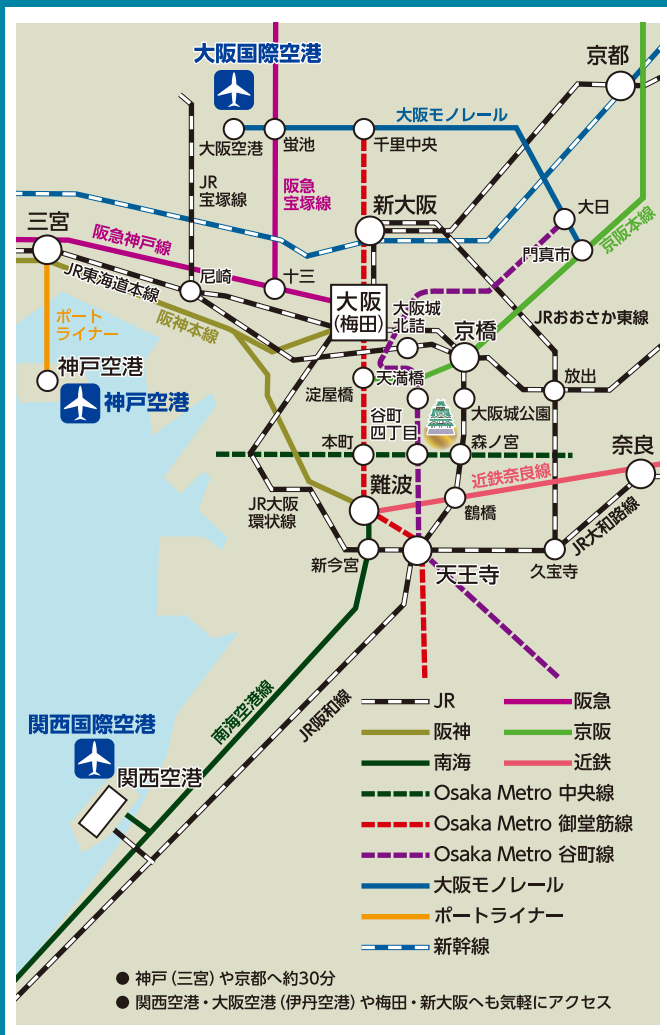 大阪国際空港
京都
大阪モノレール
大阪空港
蛍池
千里中央
JR
宝塚線
阪急
宝塚線
新大阪
大日
三宮
阪急神戸線
門真市
京阪本線
JR東海道本線
尼崎
十三
大阪
(梅田)
大阪城
北詰
JRおおさか東線
ポート
ライナー
阪神本線
京橋
神戸空港
神戸空港
淀屋橋
天満橋
放出
谷町
四丁目
大阪城公園
本町
森ノ宮
奈良
難波
近鉄奈良線
JR大阪
環状線
鶴橋
JR大和路線
新今宮
天王寺
久宝寺
南海空港線
JR阪和線
関西国際空港
関西空港
JR
阪急
阪神
京阪
南海
近鉄
Osaka Metro 中央線
Osaka Metro 御堂筋線
Osaka Metro 谷町線
大阪モノレール
ポートライナー
新幹線
● 神戸(三宮)や京都へ約30分
● 関西空港・大阪空港(伊丹空港)や梅田・新大阪へも気軽にアクセス